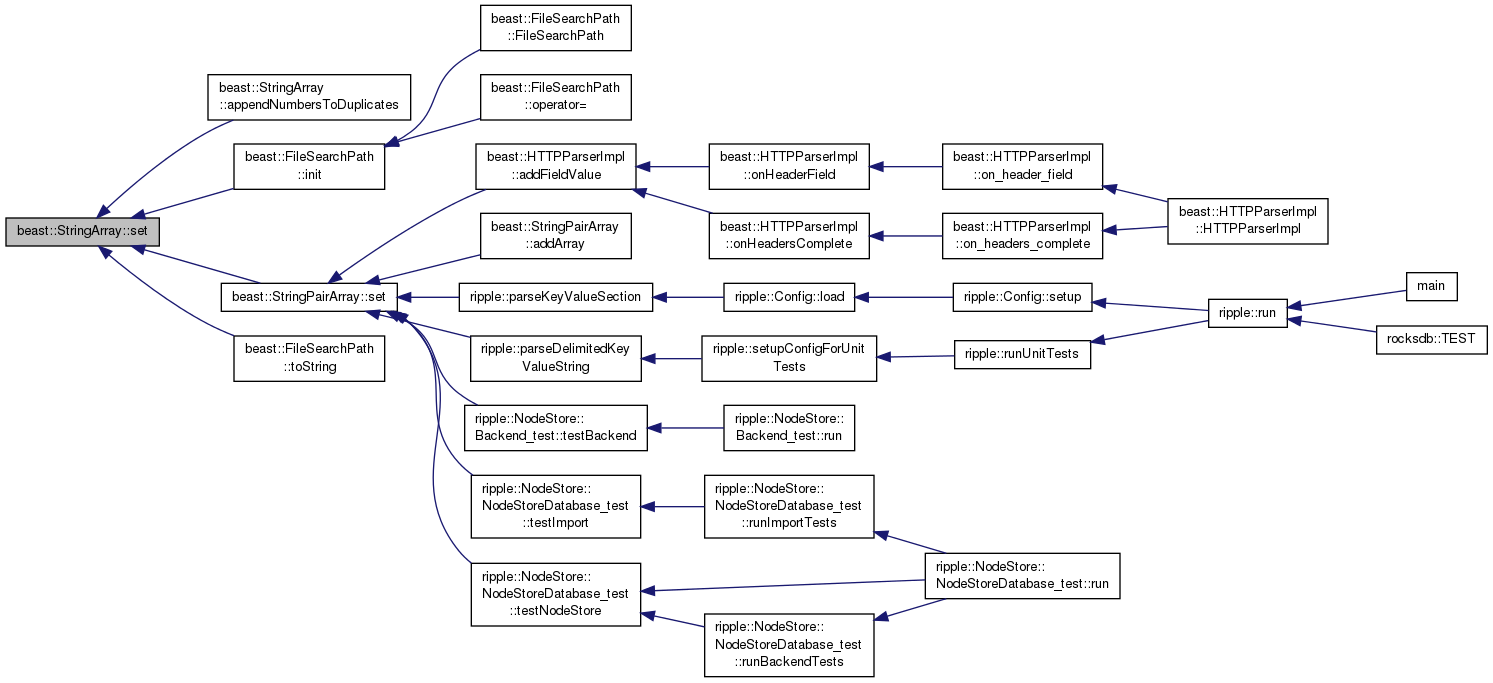 beast::FileSearchPath
::FileSearchPath
beast::StringArray
::appendNumbersToDuplicates
beast::FileSearchPath
::operator=
beast::FileSearchPath
::init
beast::HTTPParserImpl
::addFieldValue
beast::HTTPParserImpl
::onHeaderField
beast::HTTPParserImpl
::on_header_field
beast::StringArray::set
beast::StringPairArray
::addArray
beast::HTTPParserImpl
::onHeadersComplete
beast::HTTPParserImpl
::on_headers_complete
beast::HTTPParserImpl
::HTTPParserImpl
beast::StringPairArray::set
ripple::parseKeyValueSection
ripple::Config::load
ripple::Config::setup
ripple::run
main
rocksdb::TEST
beast::FileSearchPath
::toString
ripple::parseDelimitedKey
ValueString
ripple::setupConfigForUnit
Tests
ripple::runUnitTests
ripple::NodeStore::
Backend_test::testBackend
ripple::NodeStore::
Backend_test::run
ripple::NodeStore::
NodeStoreDatabase_test
::testImport
ripple::NodeStore::
NodeStoreDatabase_test
::runImportTests
ripple::NodeStore::
NodeStoreDatabase_test::run
ripple::NodeStore::
NodeStoreDatabase_test
::testNodeStore
ripple::NodeStore::
NodeStoreDatabase_test
::runBackendTests